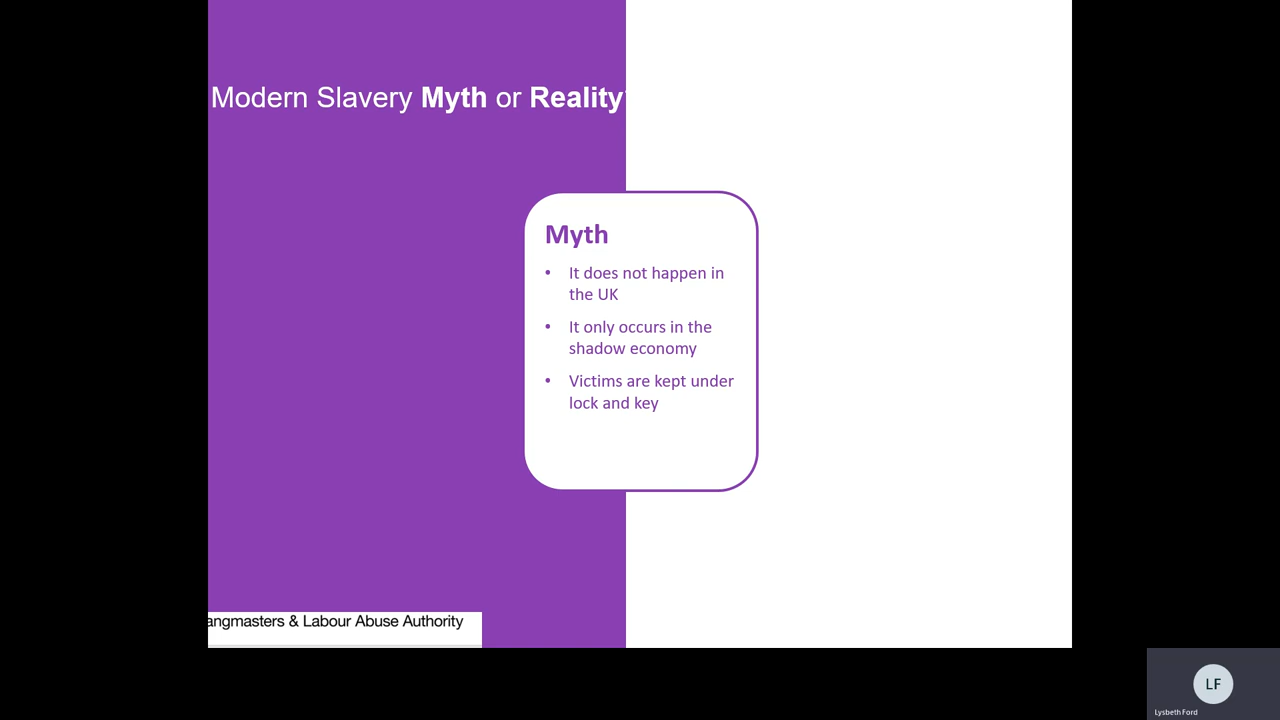 Modern Slavery Myth or Reality
Myth
• It does not happen in
the UK
• It only occurs in the
shadow economy
• Victims are kept under
lock and key
angmasters & Labour Abuse Authority
LF
Lysbeth Ford